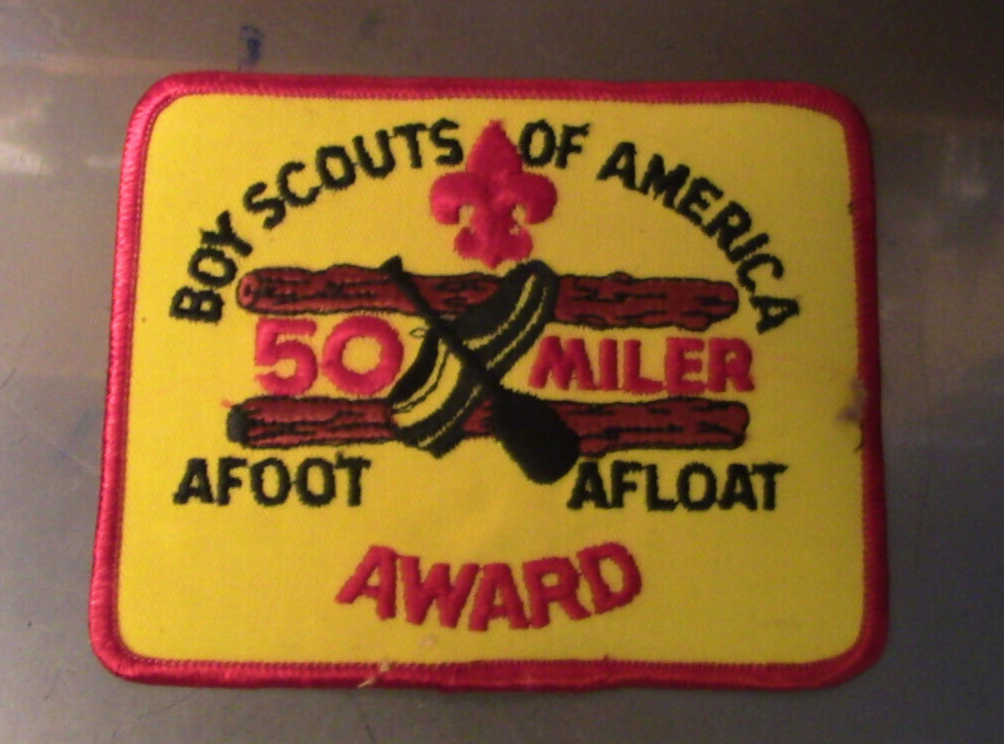 BOY SCOUTS OF AMERICA
50 MILER
AFOOT AFLOAT
AWARD